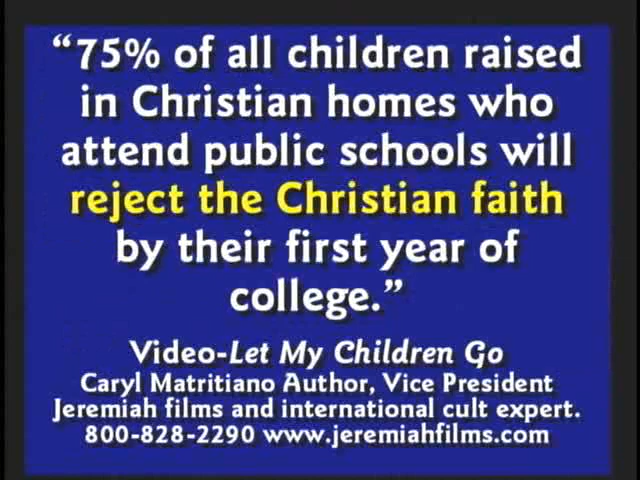 “75% of all children raised
in Christian homes who
attend public schools will
reject the Christian faith
by their first year of
college.”
Video-Let My Children Go
Caryl Matritiano Author, Vice President
Jeremiah films and international cult expert.
800-828-2290 www.jeremiahfilms.com